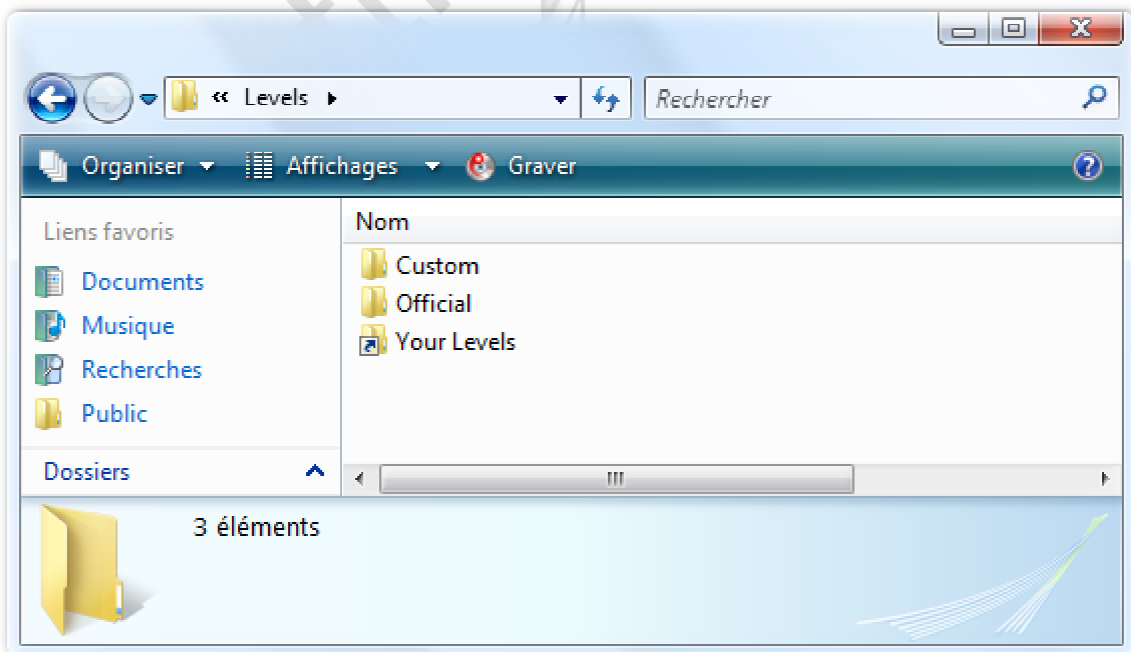 « Levels
Rechercher
Organiser Affichages Graver
Liens favoris
Documents
Musique
Recherches
Public
Dossiers
Nom
Custom
Official
Your Levels
3 éléments